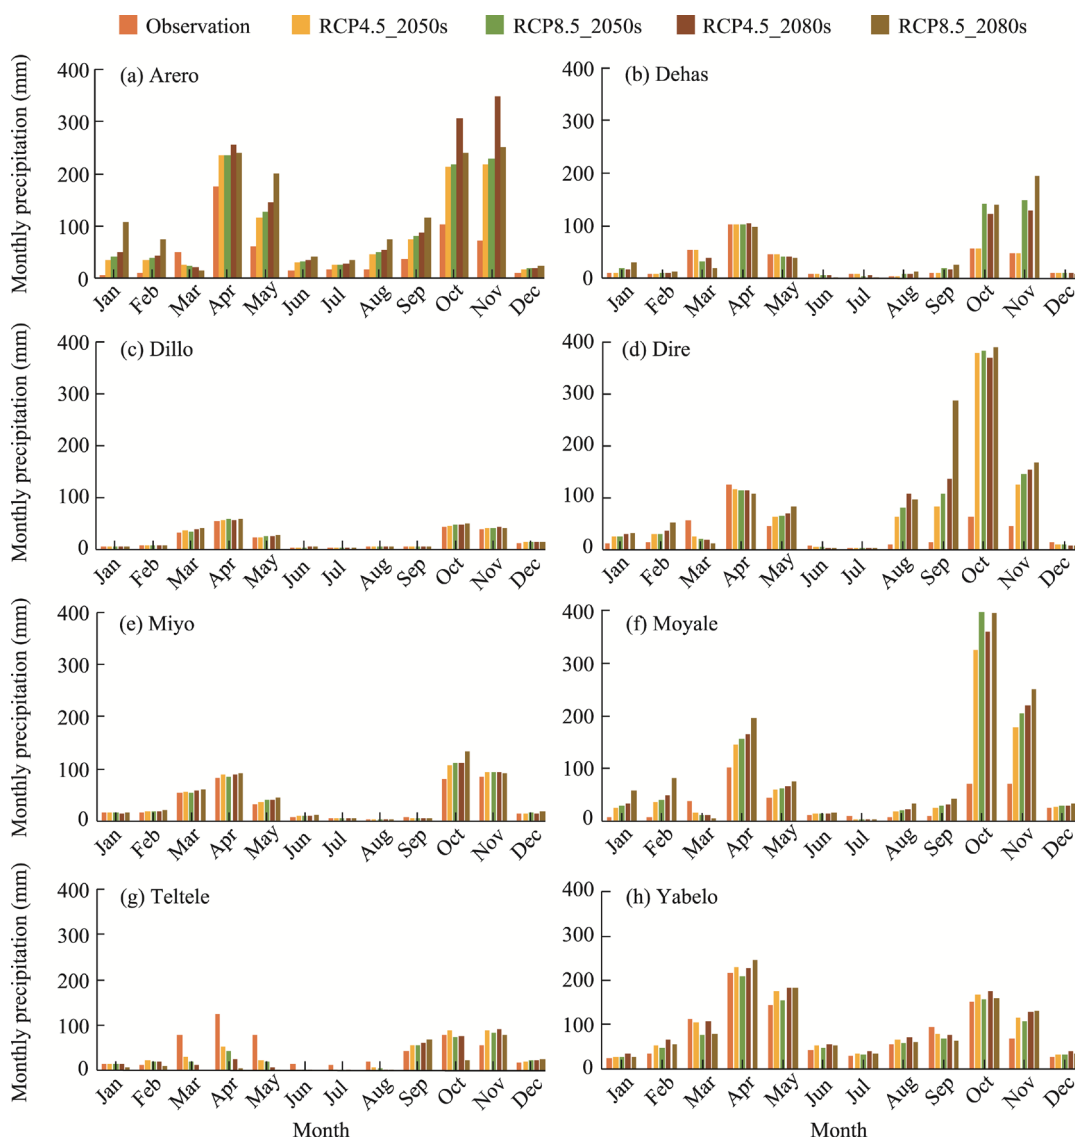 Observation RCP4.5_2050s RCP8.5_2050s RCP4.5_2080s RCP8.5_2080s
Monthly precipitation (mm)
400
300
200
100
0
(a) Arero
Jan Feb Mar Apr May Jun Jul Aug Sep Oct Nov Dec
400
300
200
100
0
(b) Dehas
Jan Feb Mar Apr May Jun Jul Aug Sep Oct Nov Dec
Monthly precipitation (mm)
400
300
200
100
0
(c) Dillo
Jan Feb Mar Apr May Jun Jul Aug Sep Oct Nov Dec
400
300
200
100
0
(d) Dire
Jan Feb Mar Apr May Jun Jul Aug Sep Oct Nov Dec
Monthly precipitation (mm)
400
300
200
100
0
(e) Miyo
Jan Feb Mar Apr May Jun Jul Aug Sep Oct Nov Dec
400
300
200
100
0
(f) Moyale
Jan Feb Mar Apr May Jun Jul Aug Sep Oct Nov Dec
Monthly precipitation (mm)
400
300
200
100
0
(g) Teltele
Jan Feb Mar Apr May Jun Jul Aug Sep Oct Nov Dec
Month
400
300
200
100
0
(h) Yabelo
Jan Feb Mar Apr May Jun Jul Aug Sep Oct Nov Dec
Month